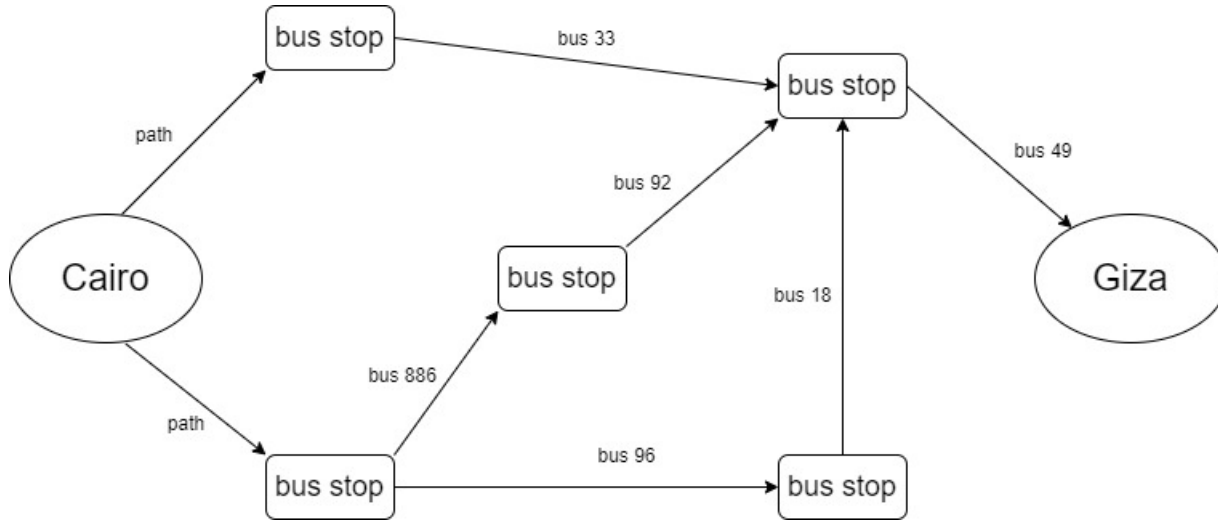 bus stop
bus 33
bus stop
path
bus 49
bus 92
Cairo
bus stop
bus 18
Giza
bus 886
path
bus 96
bus stop
bus stop